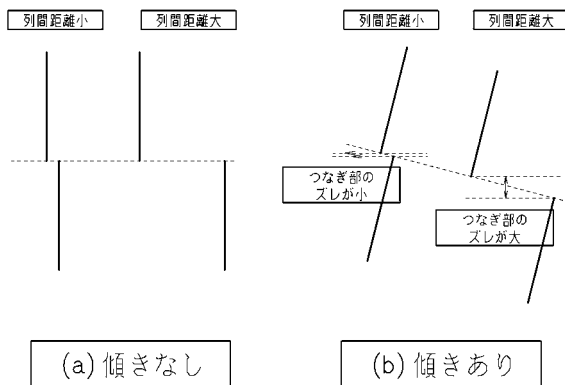 列間距離小
列間距離大
列間距離小
列間距離大
つなぎ部の
ズレが小
つなぎ部の
ズレが大
(a) 傾きなし
(b) 傾きあり